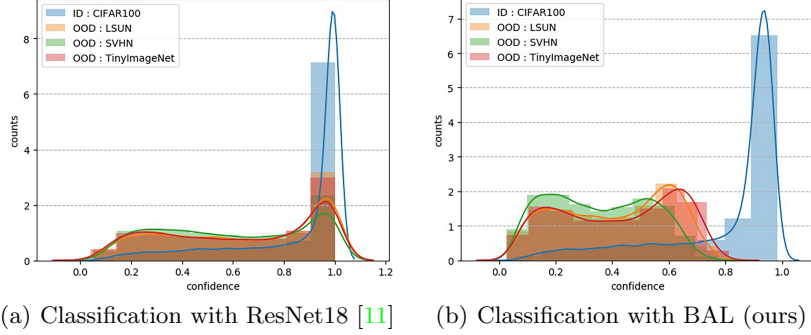 ID : CIFAR100
OOD : LSUN
OOD : SVHN
OOD : TinyImageNet
8
6
4
2
0
counts
0.0 0.2 0.4 0.6 0.8 1.0 1.2
confidence
(a) Classification with ResNet18 [11]
ID : CIFAR100
OOD : LSUN
OOD : SVHN
OOD : TinyImageNet
7
6
5
4
3
2
1
0
counts
0.0 0.2 0.4 0.6 0.8 1.0
confidence
(b) Classification with BAL (ours)